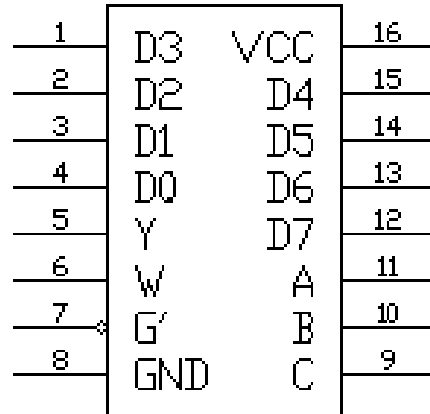 1 D3 VCC 16
2 D2 D4 15
3 D1 D5 14
4 D0 D6 13
5 Y D7 12
6 W A 11
7 G′ B 10
8 GND C 9